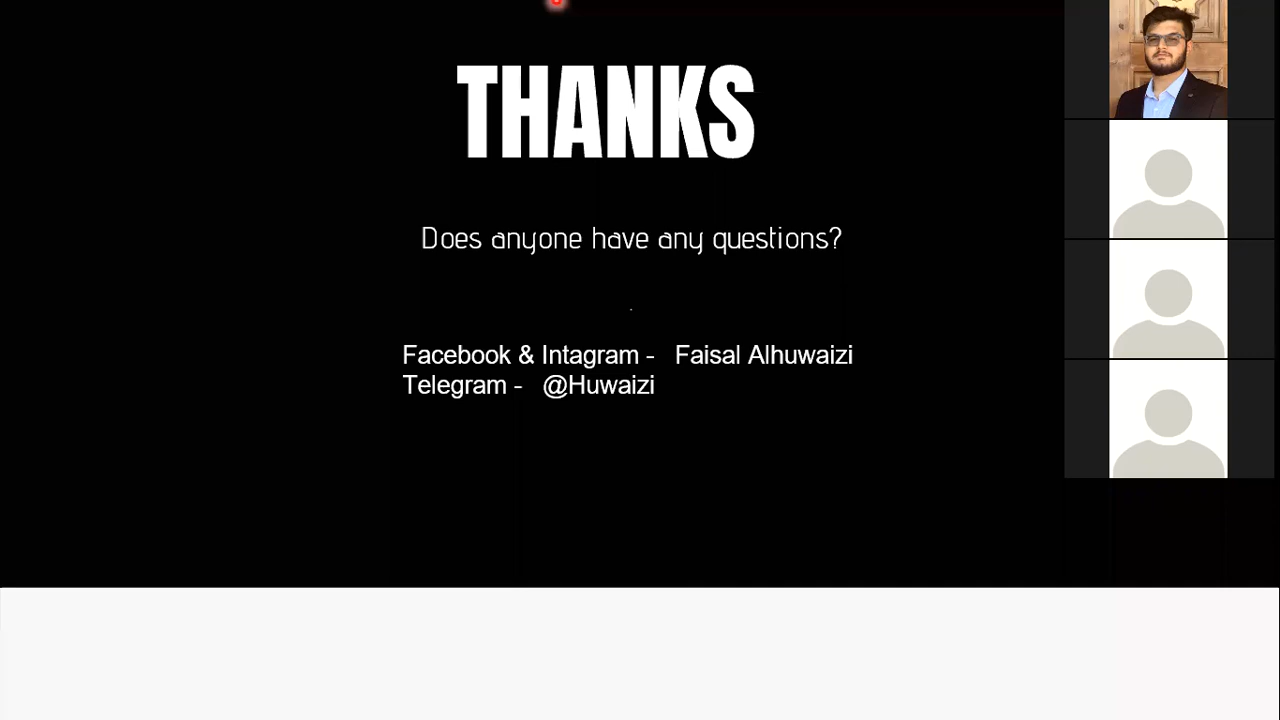 THANKS
Does anyone have any questions?
Facebook & Intagram - Faisal Alhuwaizi
Telegram - @Huwaizi